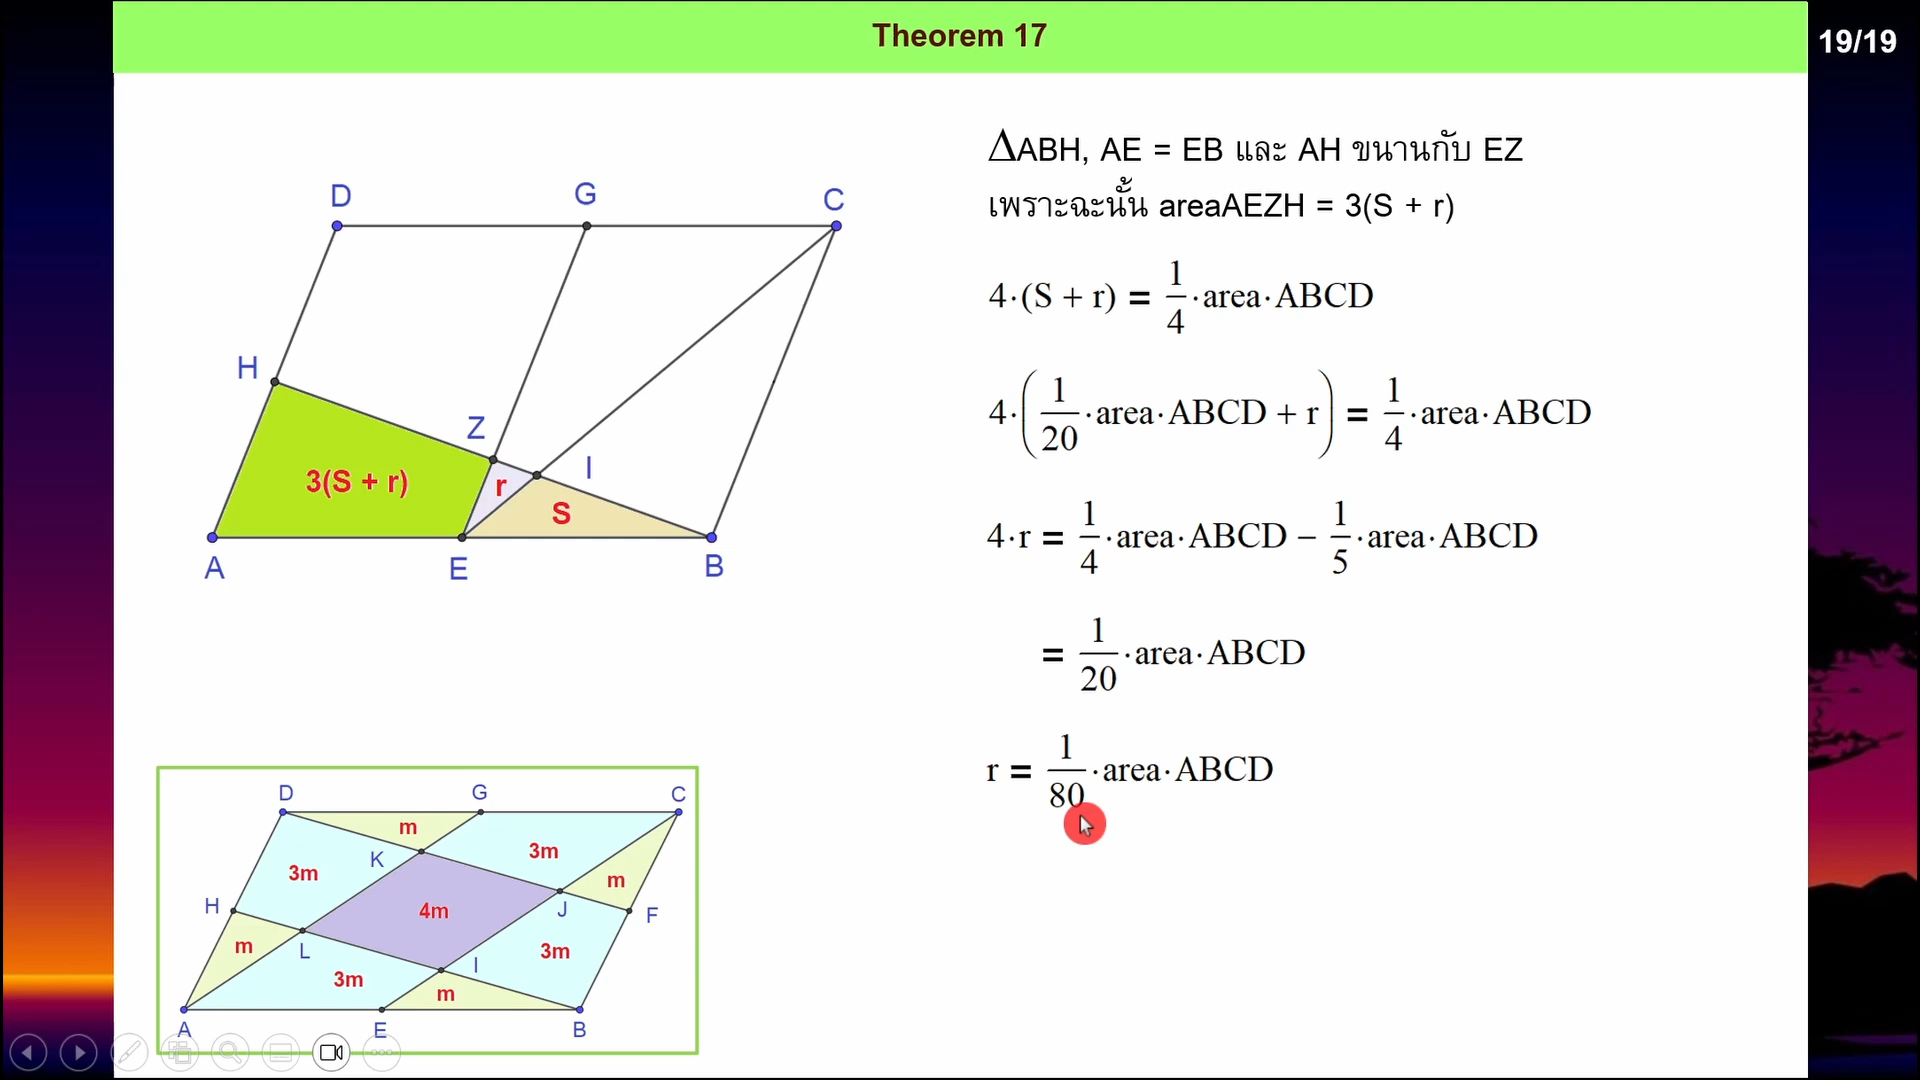 Theorem 17
19/19
ΔABH, AE = EB และ AH ขนานกับ EZ
เพราะฉะนั้น areaAEZH = 3(S + r)
4·(S + r) = 1/4 ·area·ABCD
4·(1/20 ·area·ABCD + r) = 1/4 ·area·ABCD
4·r = 1/4 ·area·ABCD − 1/5 ·area·ABCD
= 1/20 ·area·ABCD
r = 1/80 ·area·ABCD
D G C
H
Z
I
3(S + r) r
S
A E B
D G C
m
K 3m
3m m
H J F
4m
m L I 3m
3m m
A E B